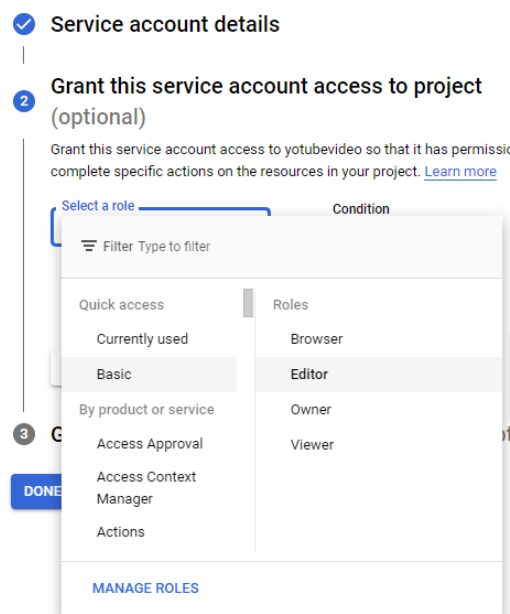 Service account details
2
Grant this service account access to project
(optional)
Grant this service account access to yotubevideo so that it has permissio
complete specific actions on the resources in your project. Learn more
Select a role
Condition
Filter Type to filter
Quick access
Currently used
Basic
By product or service
Access Approval
Access Context
Manager
Actions
Roles
Browser
Editor
Owner
Viewer
3
G
DONE
MANAGE ROLES